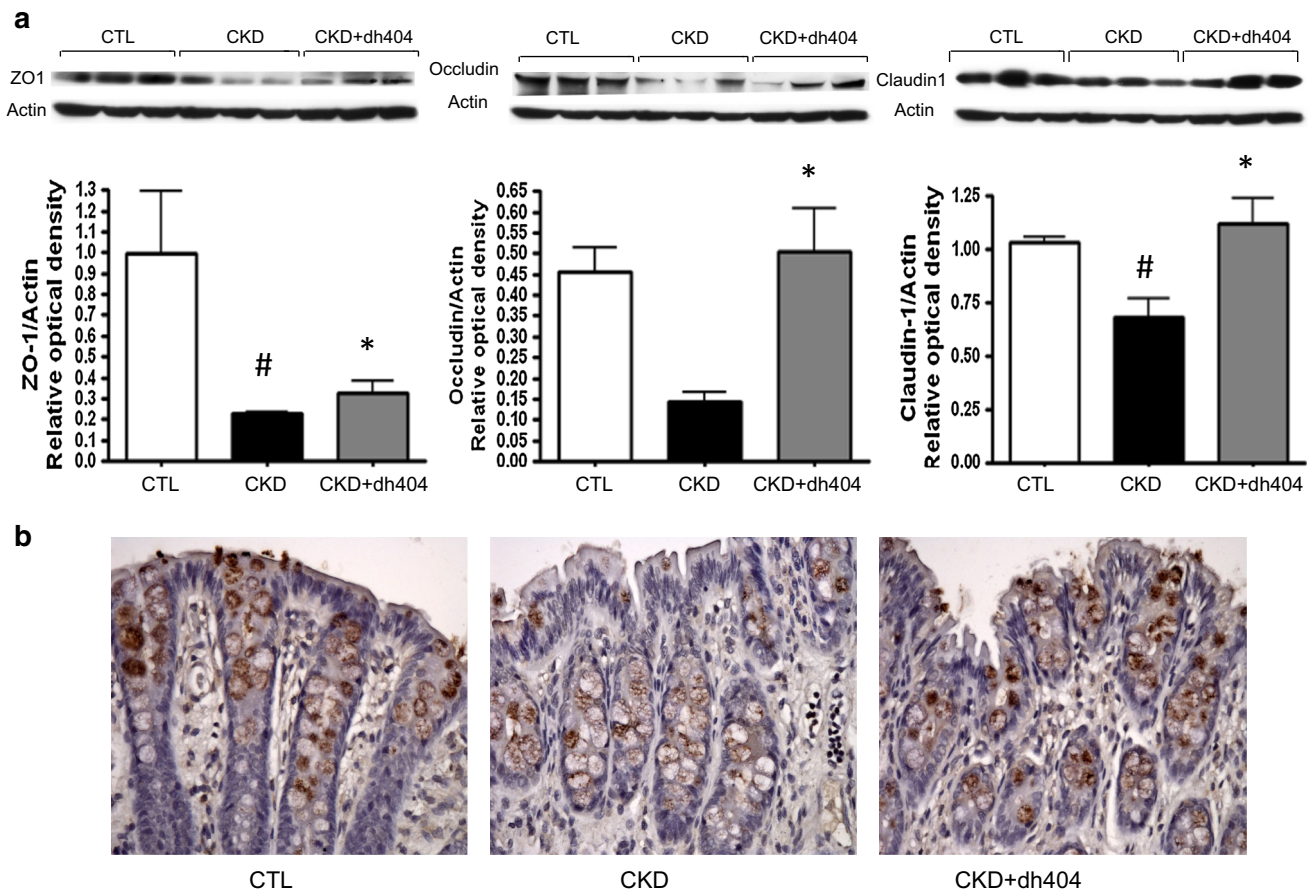 a
CTL CKD CKD+dh404
ZO1
Actin
CTL CKD CKD+dh404
Occludin
Actin
CTL CKD CKD+dh404
Claudin1
Actin
ZO-1/Actin
Relative optical density
1.3
1.2
1.1
1.0
0.9
0.8
0.7
0.6
0.5
0.4
0.3
0.2
0.1
0.0
#
*
CTL CKD CKD+dh404
Occludin/Actin
Relative optical density
0.65
0.60
0.55
0.50
0.45
0.40
0.35
0.30
0.25
0.20
0.15
0.10
0.05
0.00
*
CTL CKD CKD+dh404
Claudin-1/Actin
Relative optical density
1.25
1.00
0.75
0.50
0.25
0.00
#
*
CTL CKD CKD+dh404
b
CTL CKD CKD+dh404